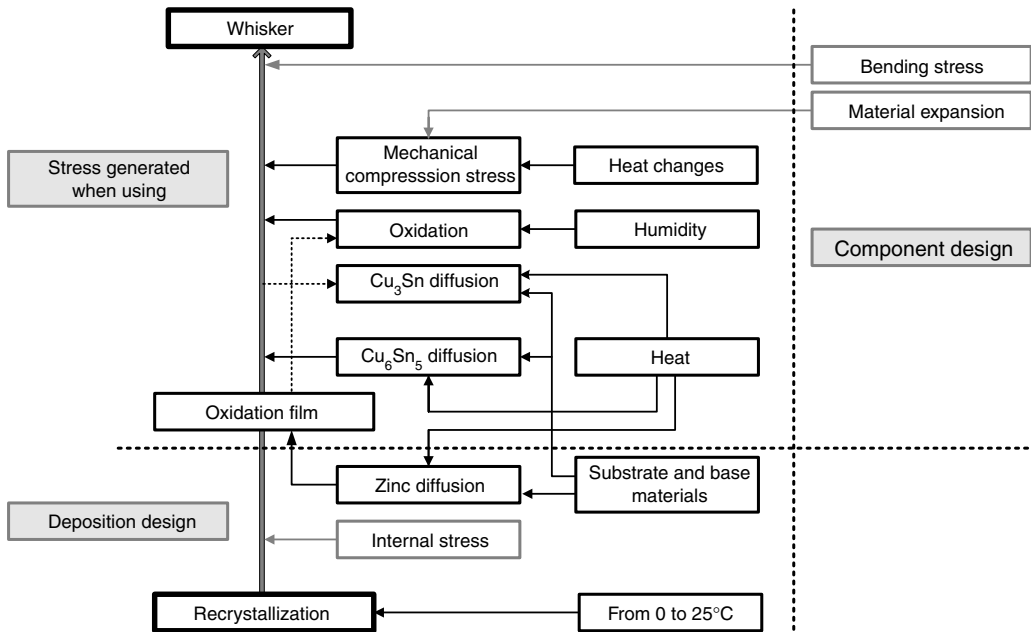 Whisker
Bending stress
Material expansion
Stress generated
when using
Mechanical
compresssion stress
Heat changes
Oxidation
Humidity
Component design
Cu₃Sn diffusion
Cu₆Sn₅ diffusion
Heat
Oxidation film
Zinc diffusion
Substrate and base
materials
Deposition design
Internal stress
Recrystallization
From 0 to 25°C